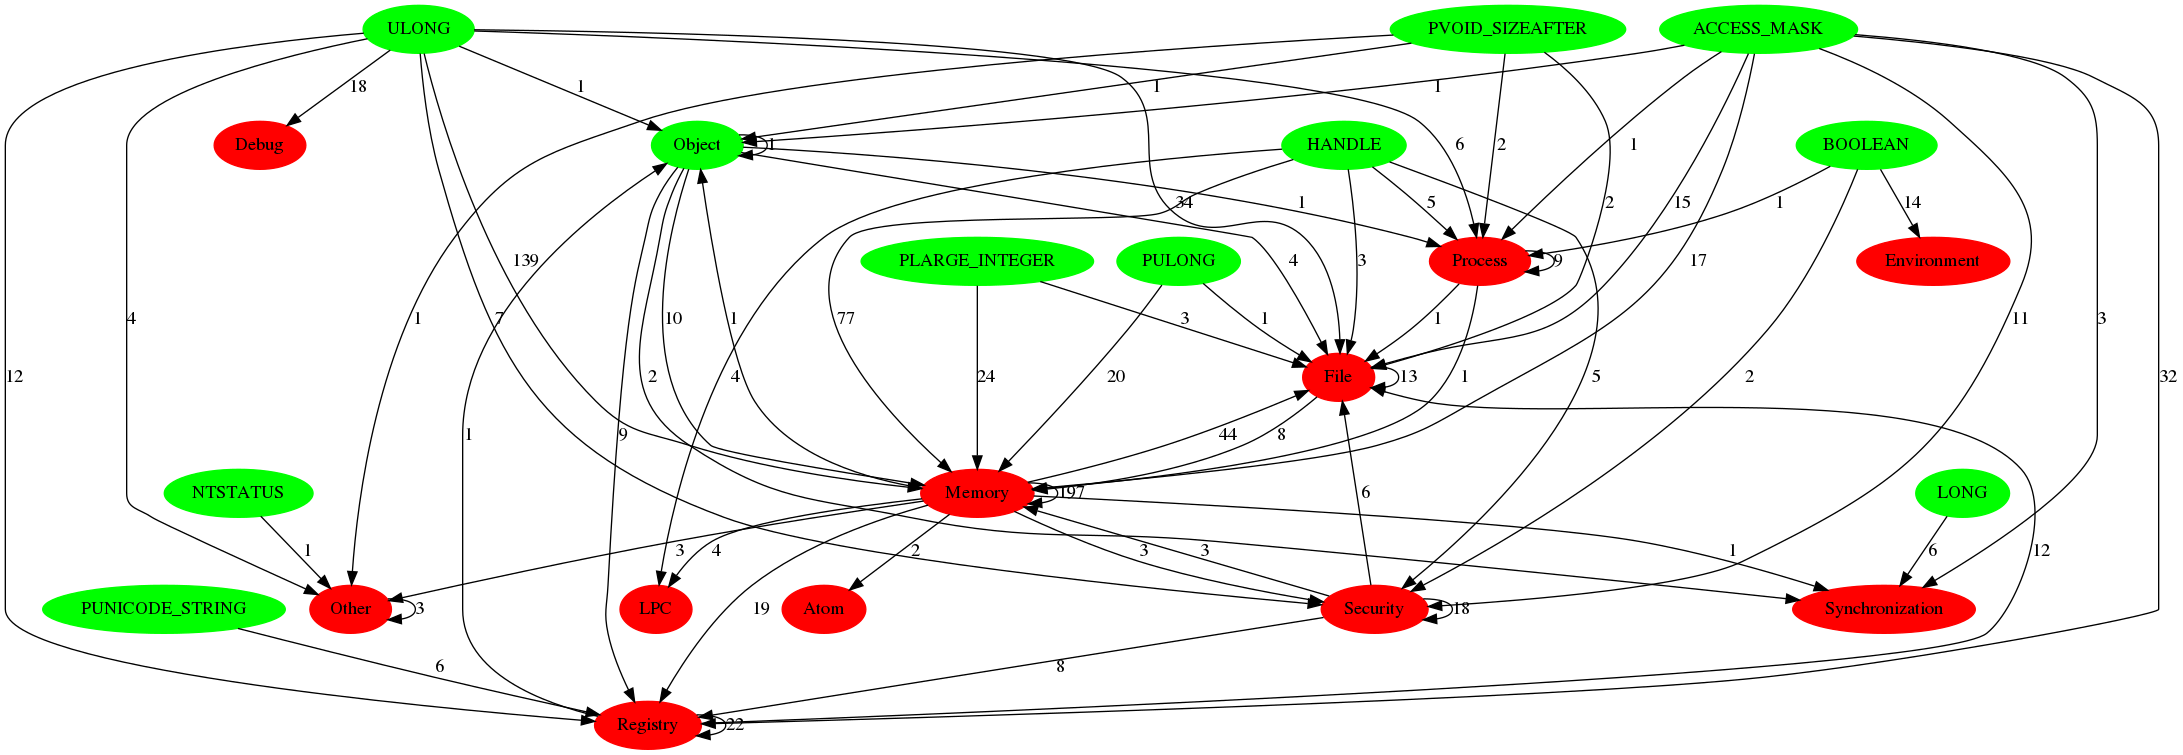 ULONG
PVOID_SIZEAFTER
ACCESS_MASK
18
1
1
1
Debug
Object
1
HANDLE
6
2
1
BOOLEAN
34
1
5
1
14
2
15
PLARGE_INTEGER
PULONG
4
3
Process
9
17
Environment
4
1
7
139
77
10
1
3
1
1
11
3
12
2
4
24
20
File
13
1
5
2
32
1
9
44
8
NTSTATUS
Memory
197
6
LONG
1
3
4
2
3
3
1
6
12
PUNICODE_STRING
Other
3
LPC
Atom
19
Security
18
Synchronization
6
8
Registry
22